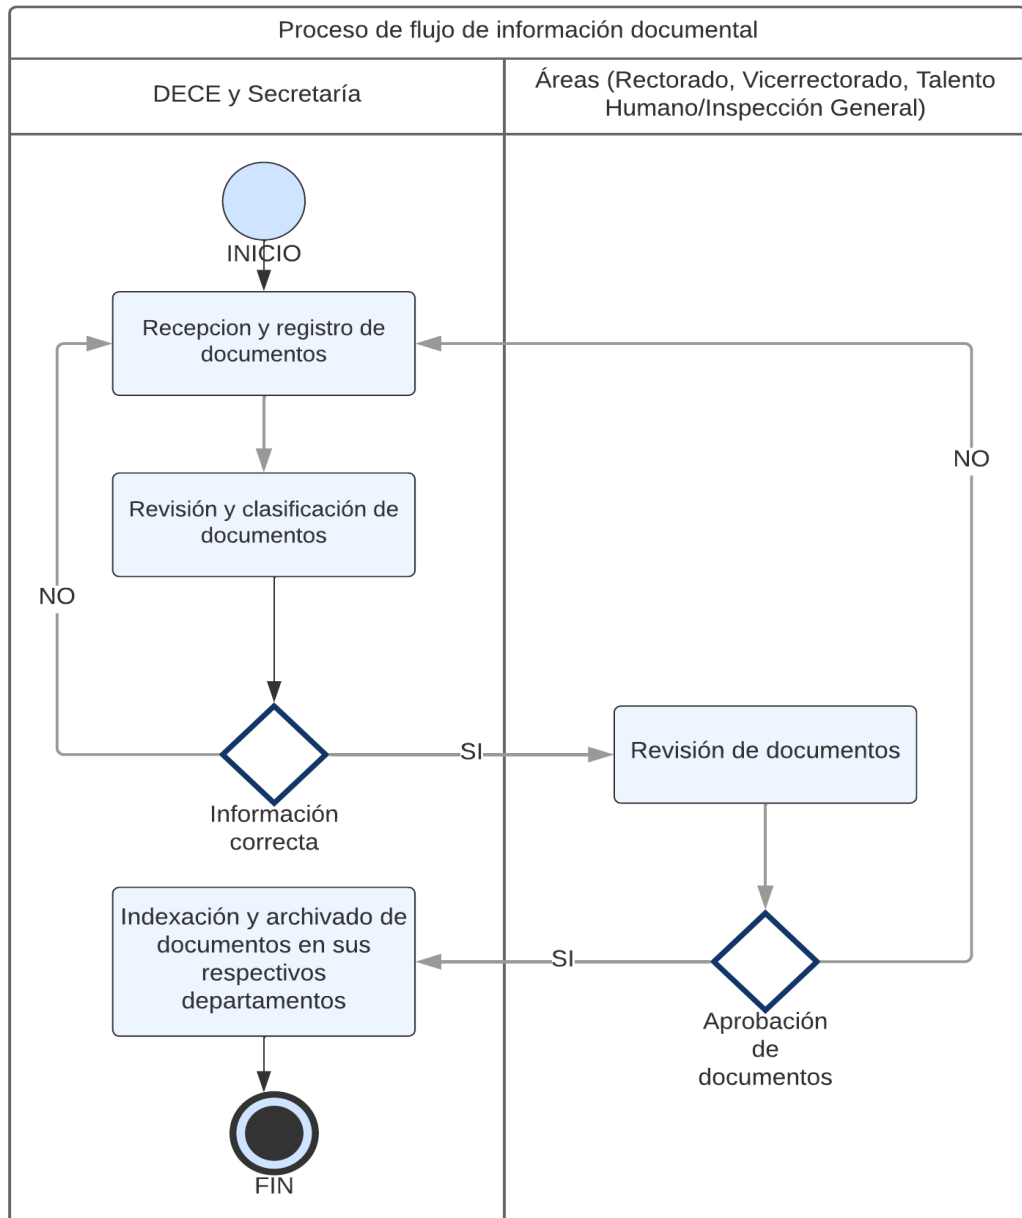 Proceso de flujo de información documental
DECE y Secretaría
Áreas (Rectorado, Vicerrectorado, Talento
Humano/Inspección General)
INICIO
Recepcion y registro de
documentos
NO
Revisión y clasificación de
documentos
NO
SI
Revisión de documentos
Información
correcta
Indexación y archivado de
documentos en sus
respectivos
departamentos
SI
Aprobación
de
documentos
FIN